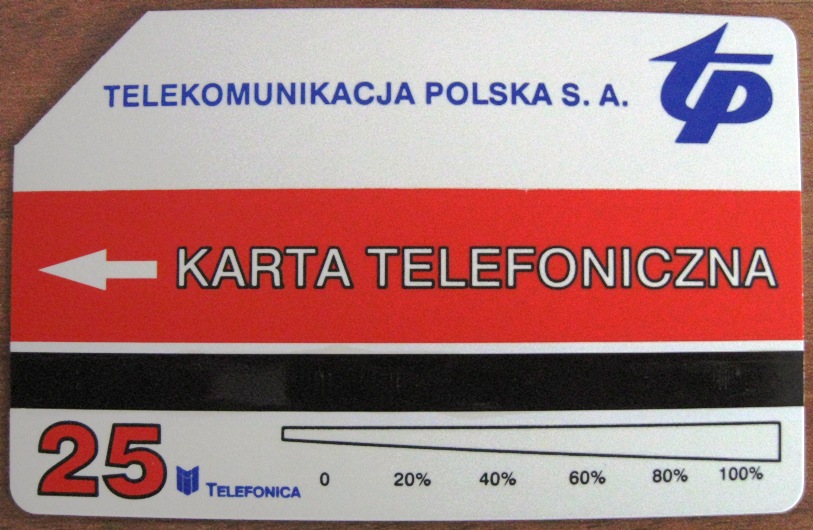 TELEKOMUNIKACJA POLSKA S. A.
tp
KARTA TELEFONICZNA
25 TELEFONICA 0 20% 40% 60% 80% 100%